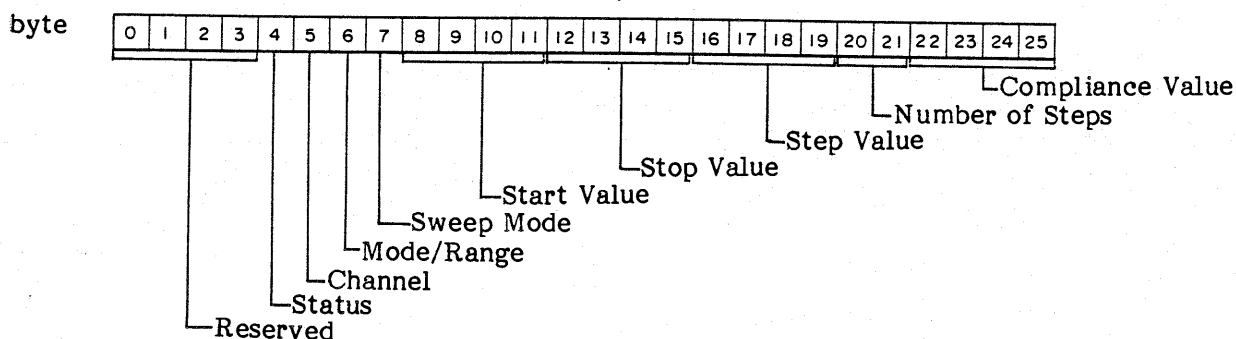 byte 0 1 2 3 4 5 6 7 8 9 10 11 12 13 14 15 16 17 18 19 20 21 22 23 24 25
Compliance Value
Number of Steps
Step Value
Stop Value
Start Value
Sweep Mode
Mode/Range
Channel
Status
Reserved